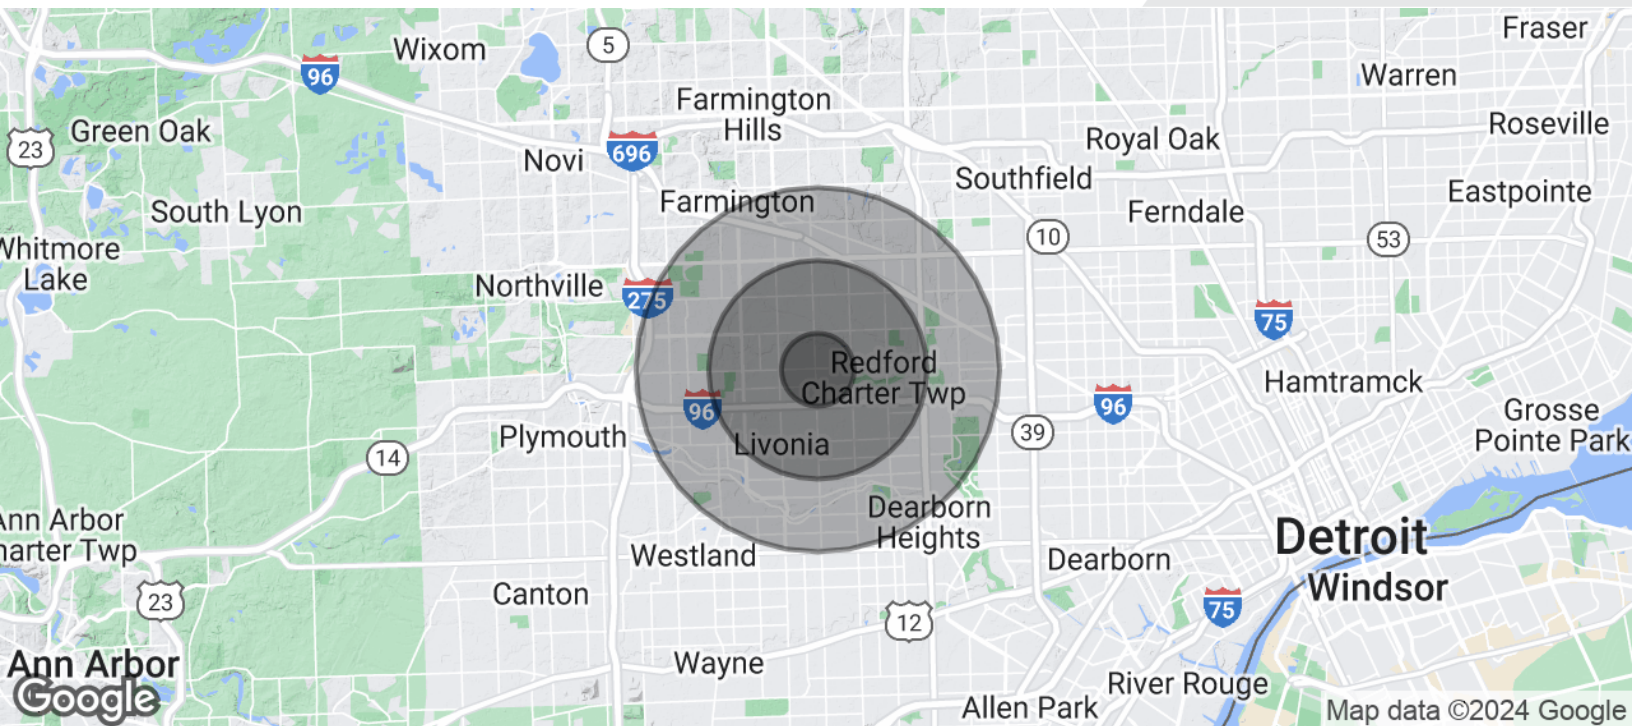 Fraser
Wixom
5
96
Warren
Farmington
Hills
Green Oak
Roseville
Royal Oak
23
696
Novi
Southfield
Eastpointe
Farmington
South Lyon
Ferndale
10
53
Whitmore
Lake
Northville
275
75
Redford
Charter Twp
Hamtramck
96
96
Grosse
Pointe Park
39
Plymouth
Livonia
14
Dearborn
Heights
Ann Arbor
harter Twp
Detroit
Westland
Dearborn
Windsor
Canton
23
75
12
Ann Arbor
Wayne
River Rouge
Google
Allen Park
Map data ©2024 Google